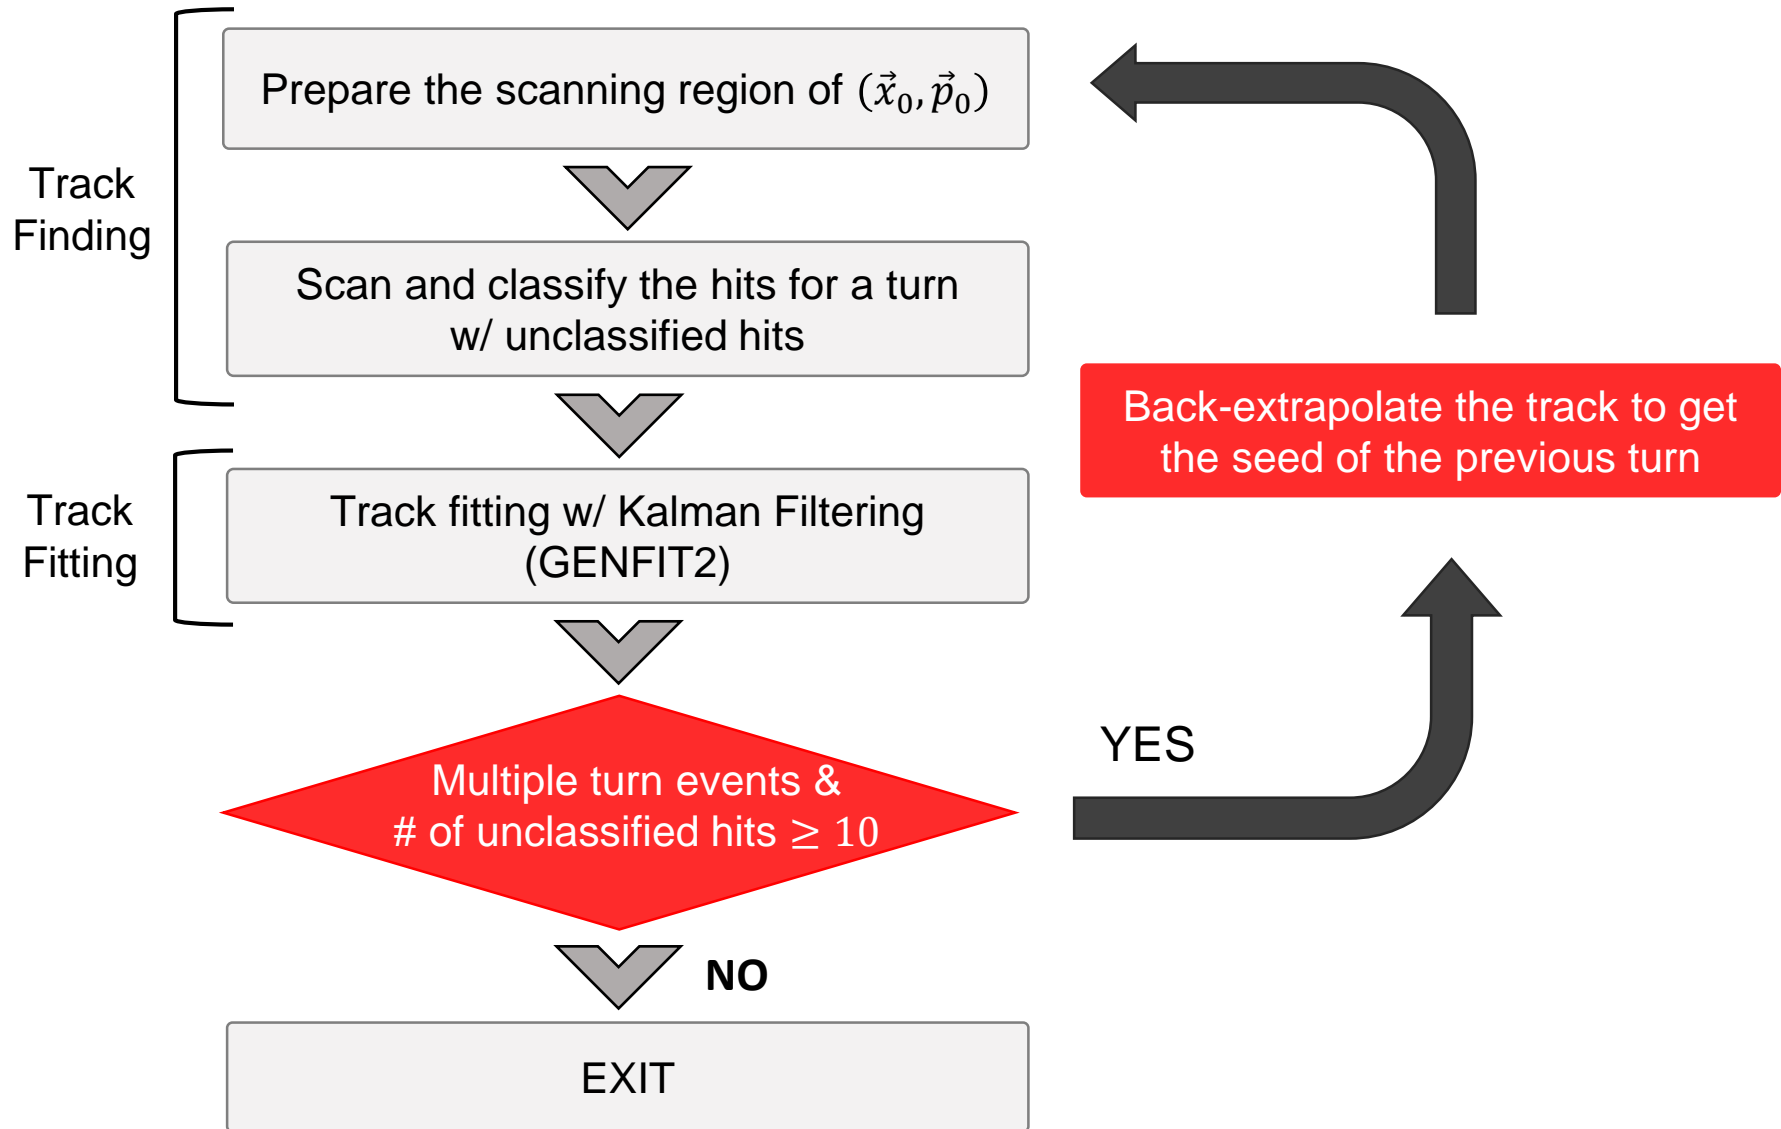 Prepare the scanning region of (x⃗₀, p⃗₀)
Track
Finding
Scan and classify the hits for a turn
w/ unclassified hits
Back-extrapolate the track to get
the seed of the previous turn
Track
Fitting
Track fitting w/ Kalman Filtering
(GENFIT2)
Multiple turn events &
# of unclassified hits ≥ 10
YES
NO
EXIT